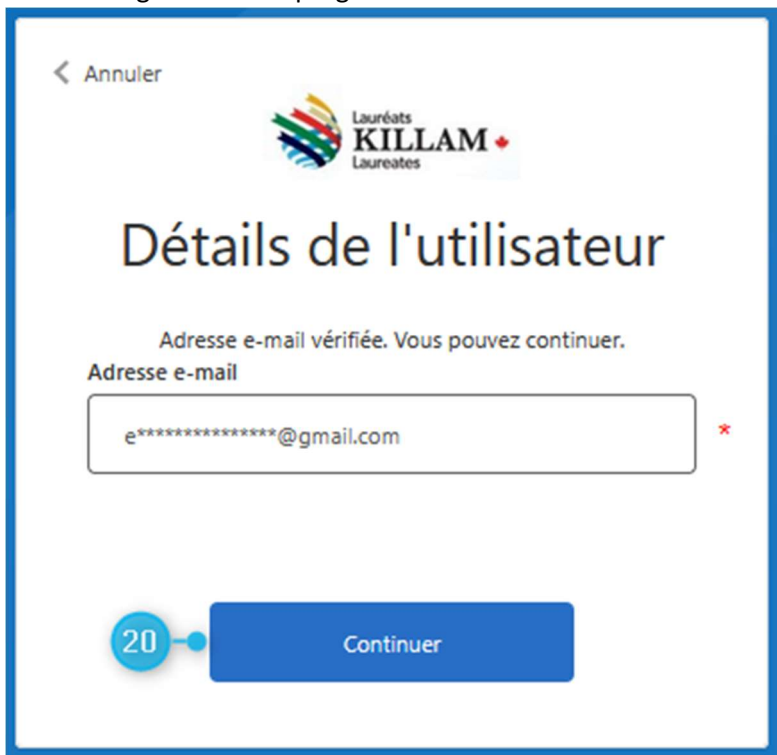 Annuler
Lauréats
KILLAM
Laureates
Détails de l'utilisateur
Adresse e-mail vérifiée. Vous pouvez continuer.
Adresse e-mail
e***************@gmail.com *
20
Continuer